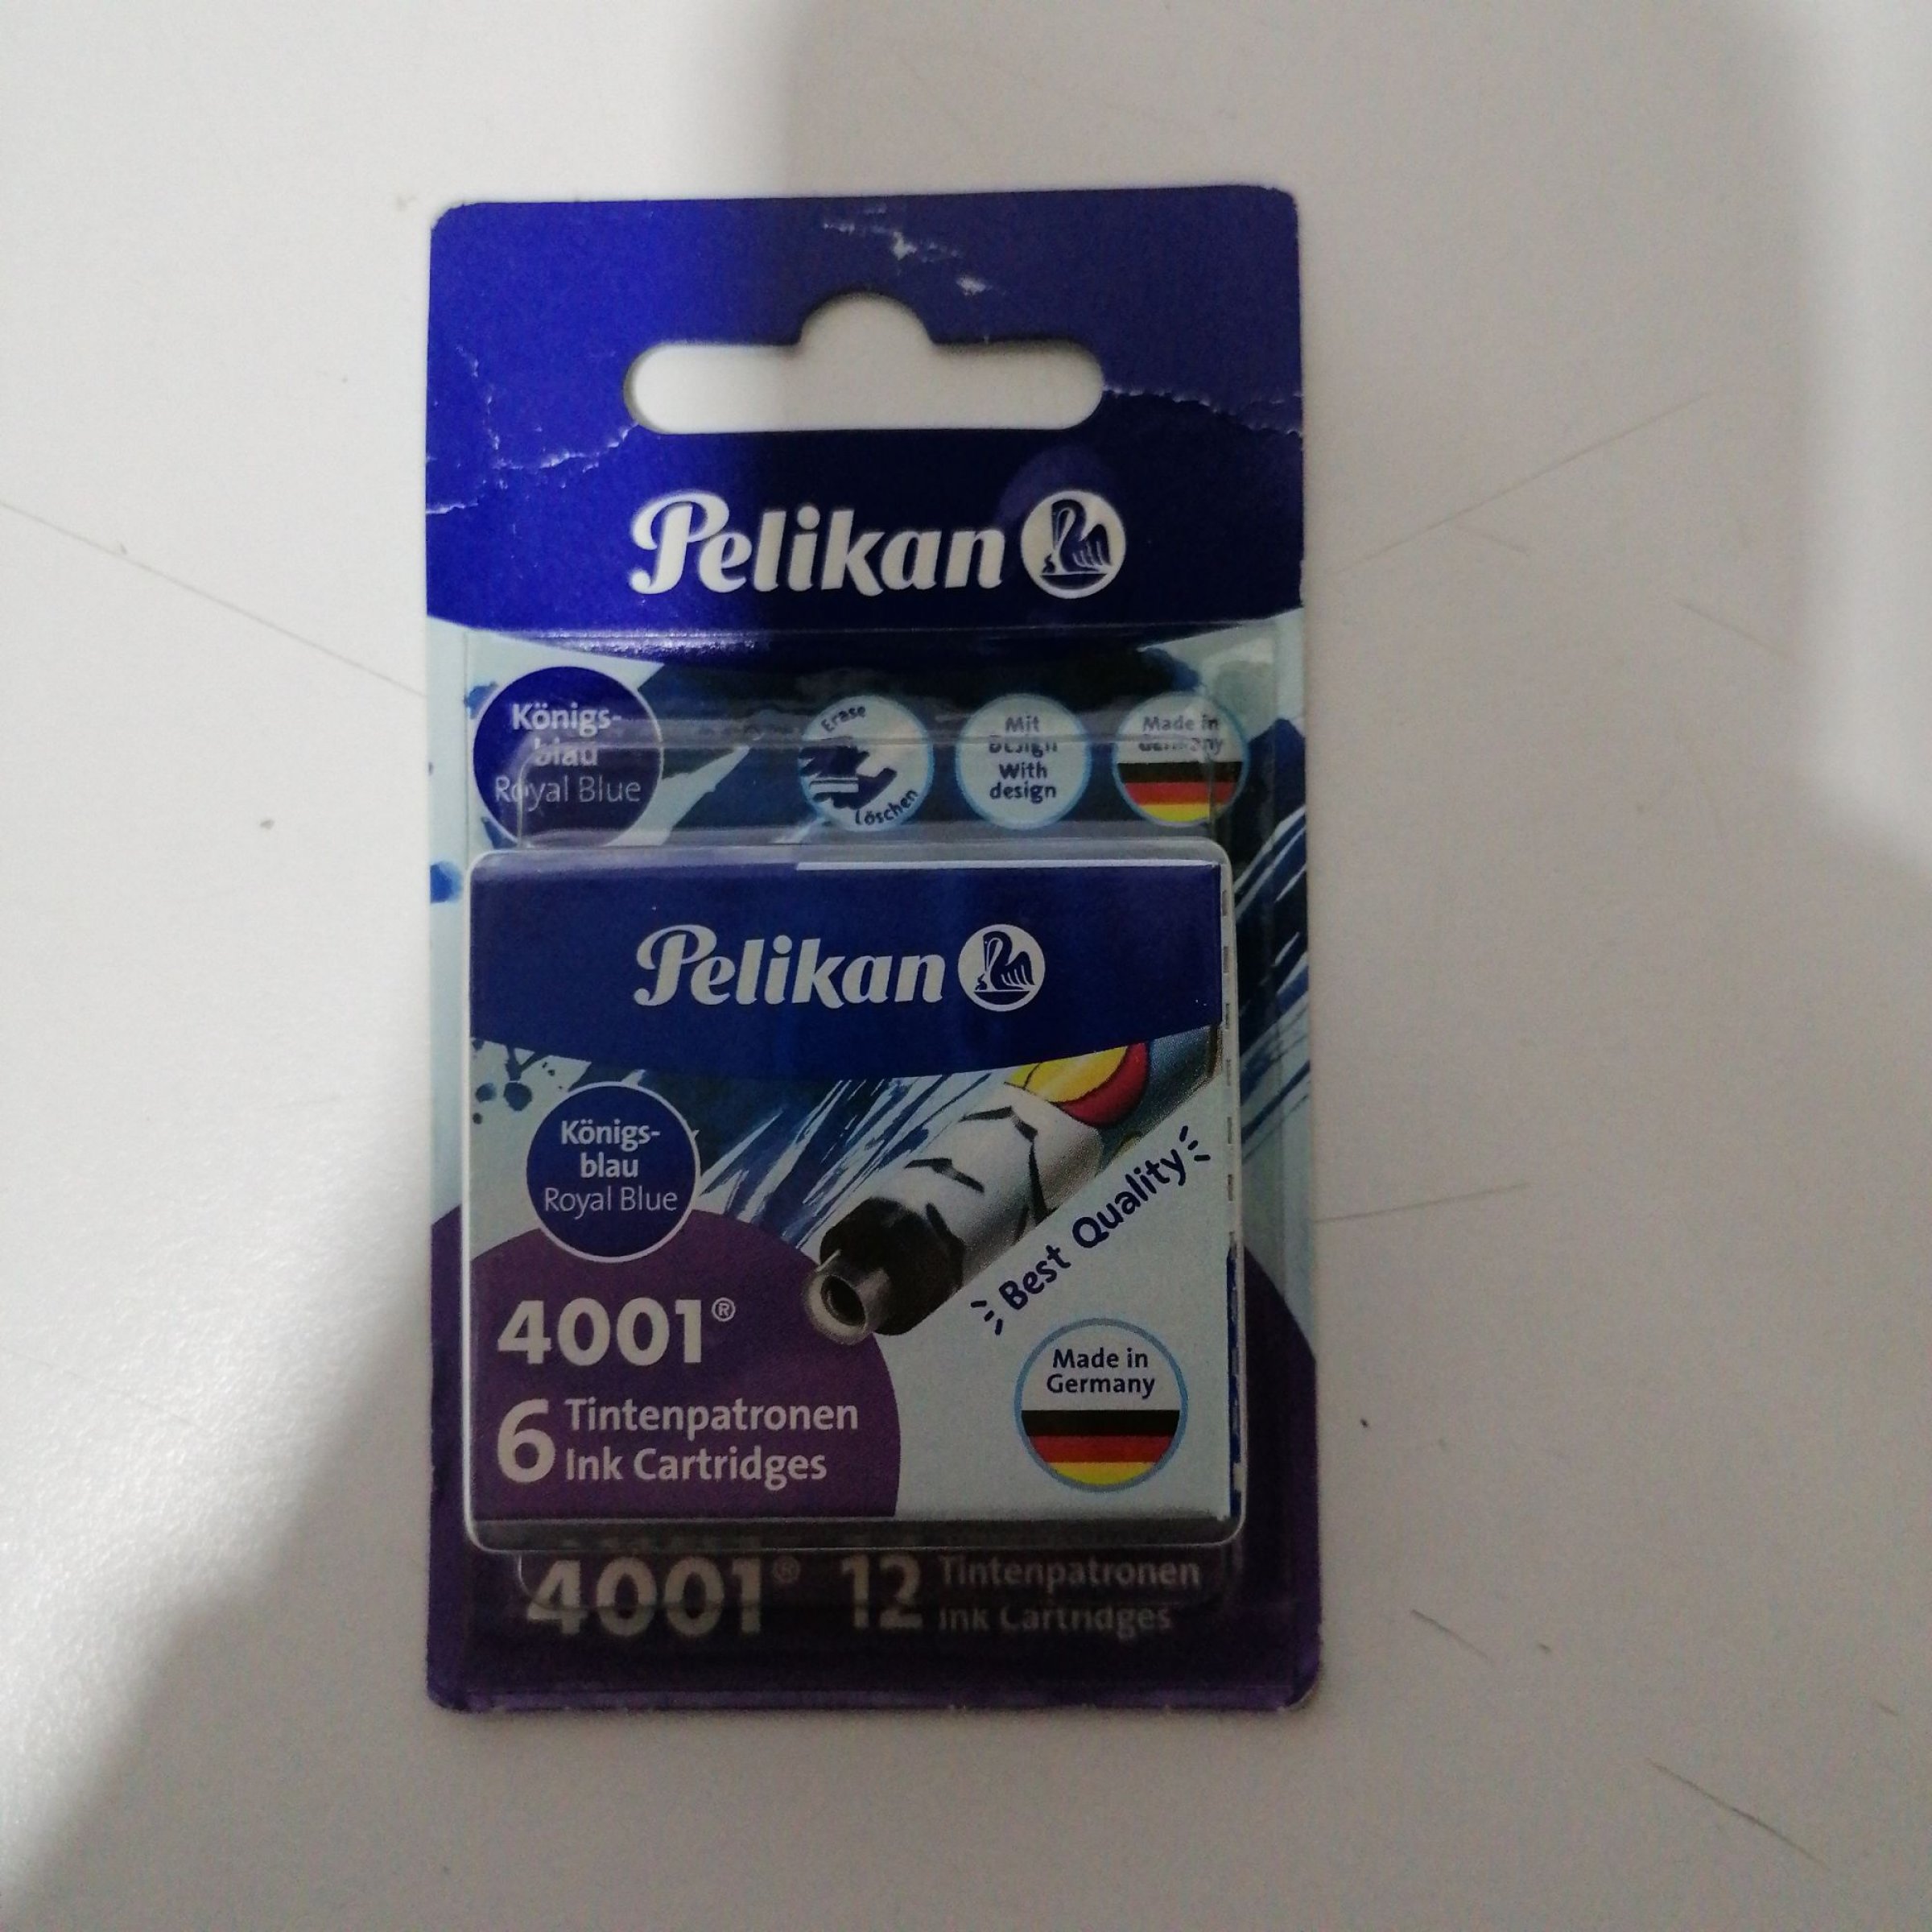 Pelikan
Königs-
blau
Royal Blue
Erase
Löschen
Mit
Design
With
design
Made in
Germany
Pelikan
Königs-
blau
Royal Blue
Best Quality
4001®
6 Tintenpatronen
Ink Cartridges
Made in
Germany
4001® 12 Tintenpatronen
Ink Cartridges